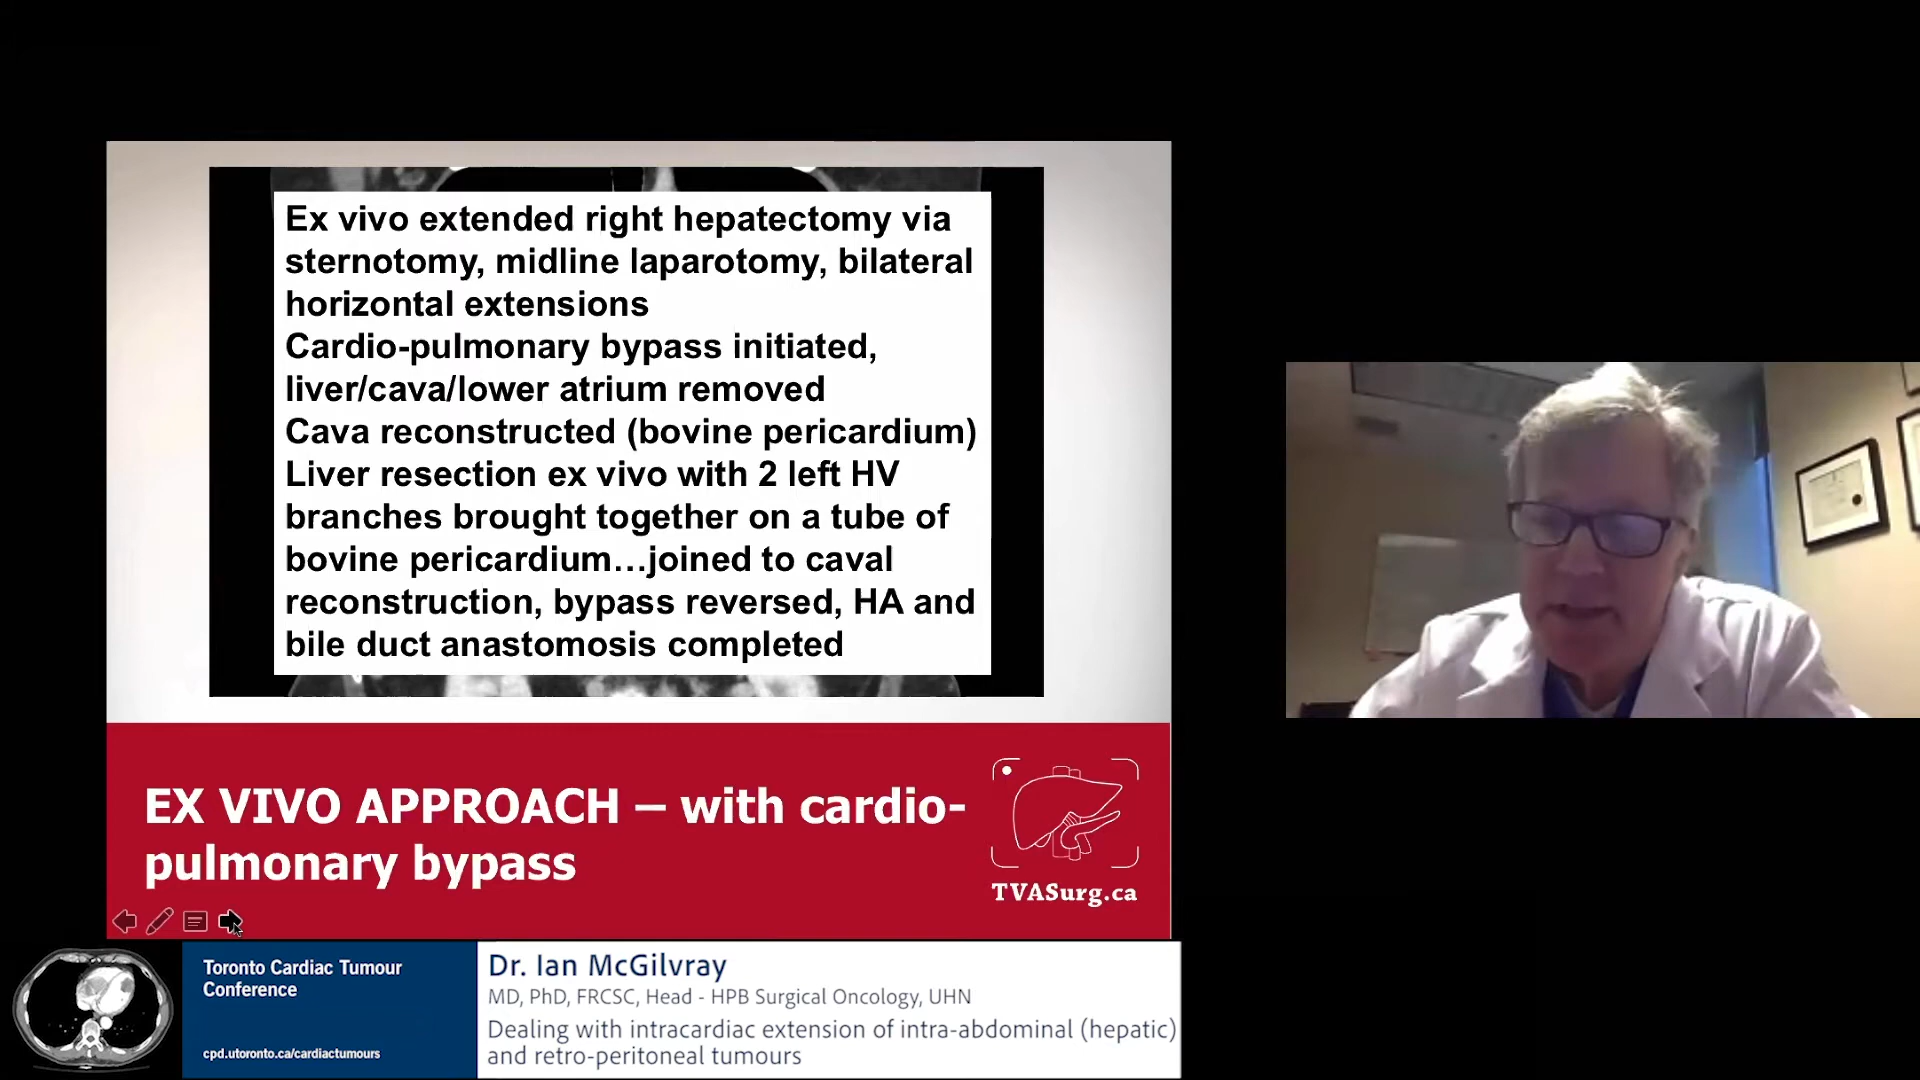 Ex vivo extended right hepatectomy via
sternotomy, midline laparotomy, bilateral
horizontal extensions
Cardio-pulmonary bypass initiated,
liver/cava/lower atrium removed
Cava reconstructed (bovine pericardium)
Liver resection ex vivo with 2 left HV
branches brought together on a tube of
bovine pericardium…joined to caval
reconstruction, bypass reversed, HA and
bile duct anastomosis completed
EX VIVO APPROACH – with cardio-
pulmonary bypass
TVASurg.ca
Toronto Cardiac Tumour
Conference
cpd.utoronto.ca/cardiactumours
Dr. Ian McGilvray
MD, PhD, FRCSC, Head - HPB Surgical Oncology, UHN
Dealing with intracardiac extension of intra-abdominal (hepatic)
and retro-peritoneal tumours